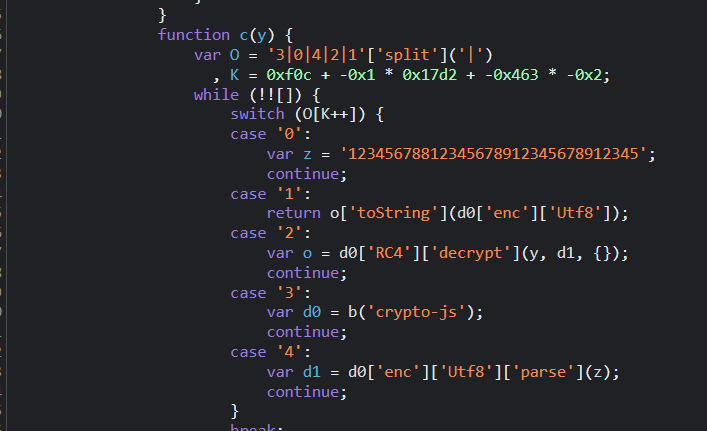 }
function c(y) {
var O = '3|0|4|2|1'['split']('|')
, K = 0xf0c + -0x1 * 0x17d2 + -0x463 * -0x2;
while (!![]) {
switch (O[K++]) {
case '0':
var z = '12345678812345678912345678912345';
continue;
case '1':
return o['toString'](d0['enc']['Utf8']);
case '2':
var o = d0['RC4']['decrypt'](y, d1, {});
continue;
case '3':
var d0 = b('crypto-js');
continue;
case '4':
var d1 = d0['enc']['Utf8']['parse'](z);
continue;
}
break;